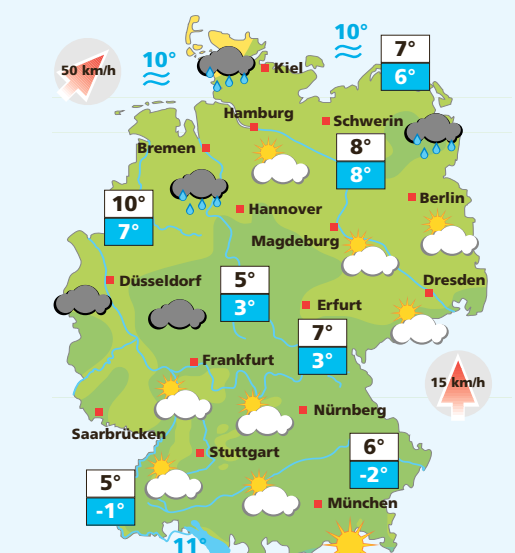 10°
7°
6°
50 km/h
10°
Kiel
Hamburg
Schwerin
Bremen
8°
8°
10°
7°
Hannover
Berlin
Magdeburg
Düsseldorf
5°
3°
Dresden
Erfurt
7°
3°
Frankfurt
15 km/h
Nürnberg
Saarbrücken
Stuttgart
6°
-2°
5°
-1°
München
11°